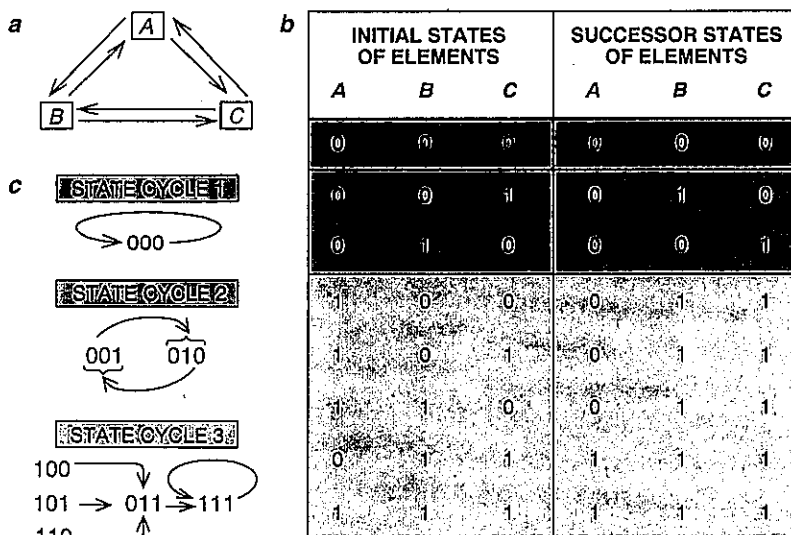 a
A
B
C
c
STATE CYCLE 1
000
STATE CYCLE 2
001 010
STATE CYCLE 3
100
101 011 111
110
b
INITIAL STATES OF ELEMENTS
SUCCESSOR STATES OF ELEMENTS
A B C A B C
0 0 0 0 0 0
0 0 1 0 1 0
0 1 0 0 0 1
1 0 0 0 1 1
1 0 1 0 1 1
1 1 0 0 1 1
0 1 1 1 1 1
1 1 1 1 1 1